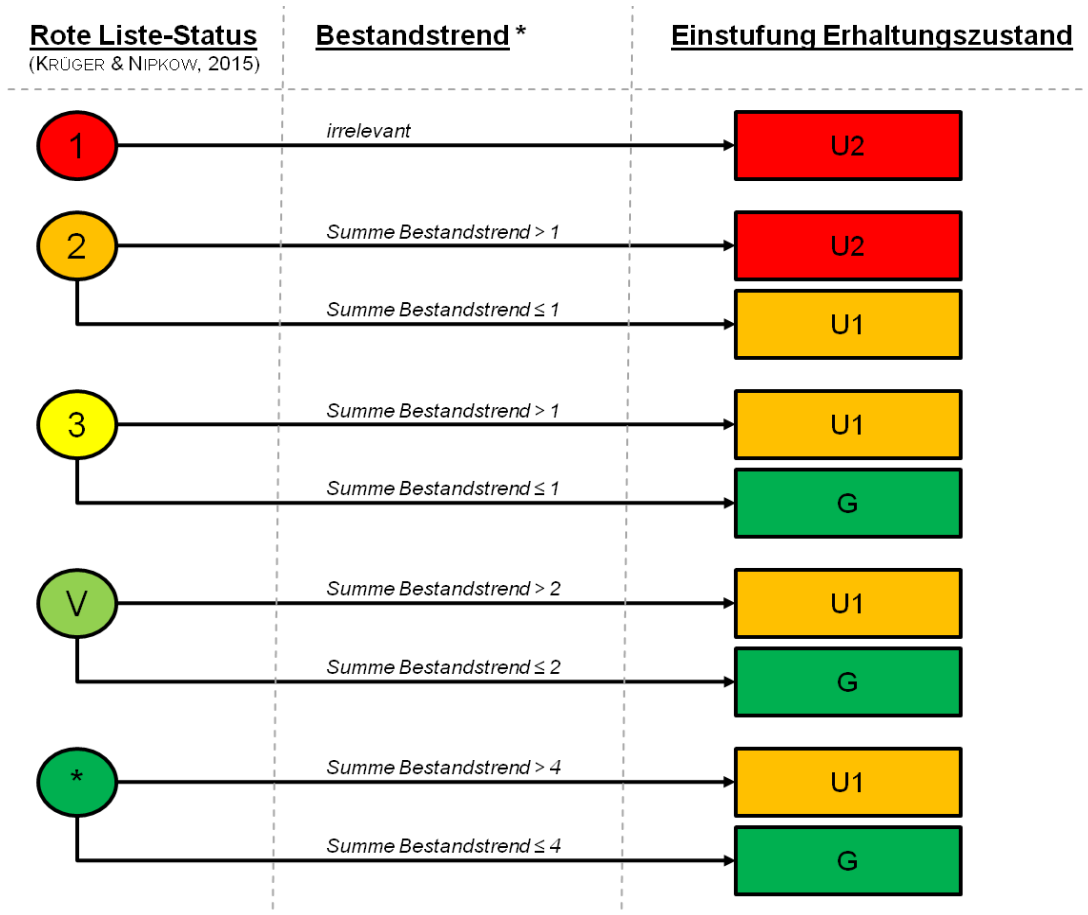 Rote Liste-Status Bestandstrend * Einstufung Erhaltungszustand
(KRÜGER & NIPKOW, 2015)
1 irrelevant U2
2 Summe Bestandstrend > 1 U2
Summe Bestandstrend ≤ 1 U1
3 Summe Bestandstrend > 1 U1
Summe Bestandstrend ≤ 1 G
V Summe Bestandstrend > 2 U1
Summe Bestandstrend ≤ 2 G
* Summe Bestandstrend > 4 U1
Summe Bestandstrend ≤ 4 G